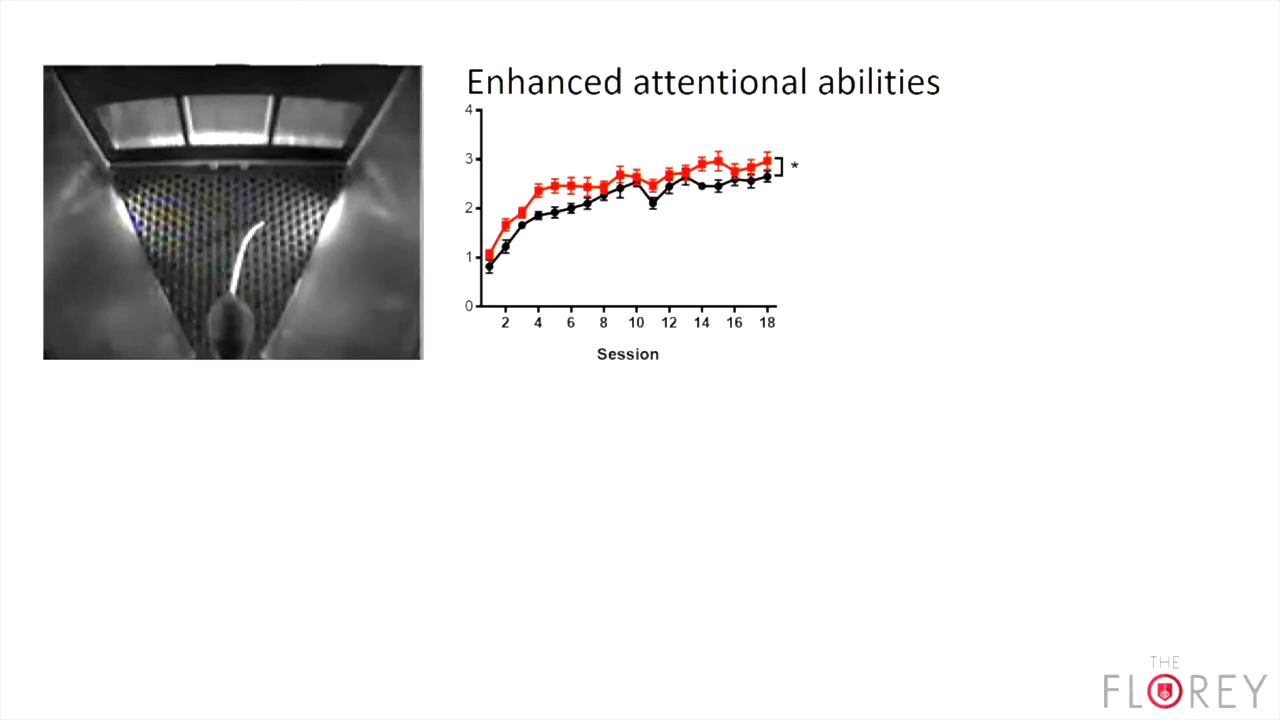 Enhanced attentional abilities
4
3
2
1
0
*
2 4 6 8 10 12 14 16 18
Session
THE
FLOREY